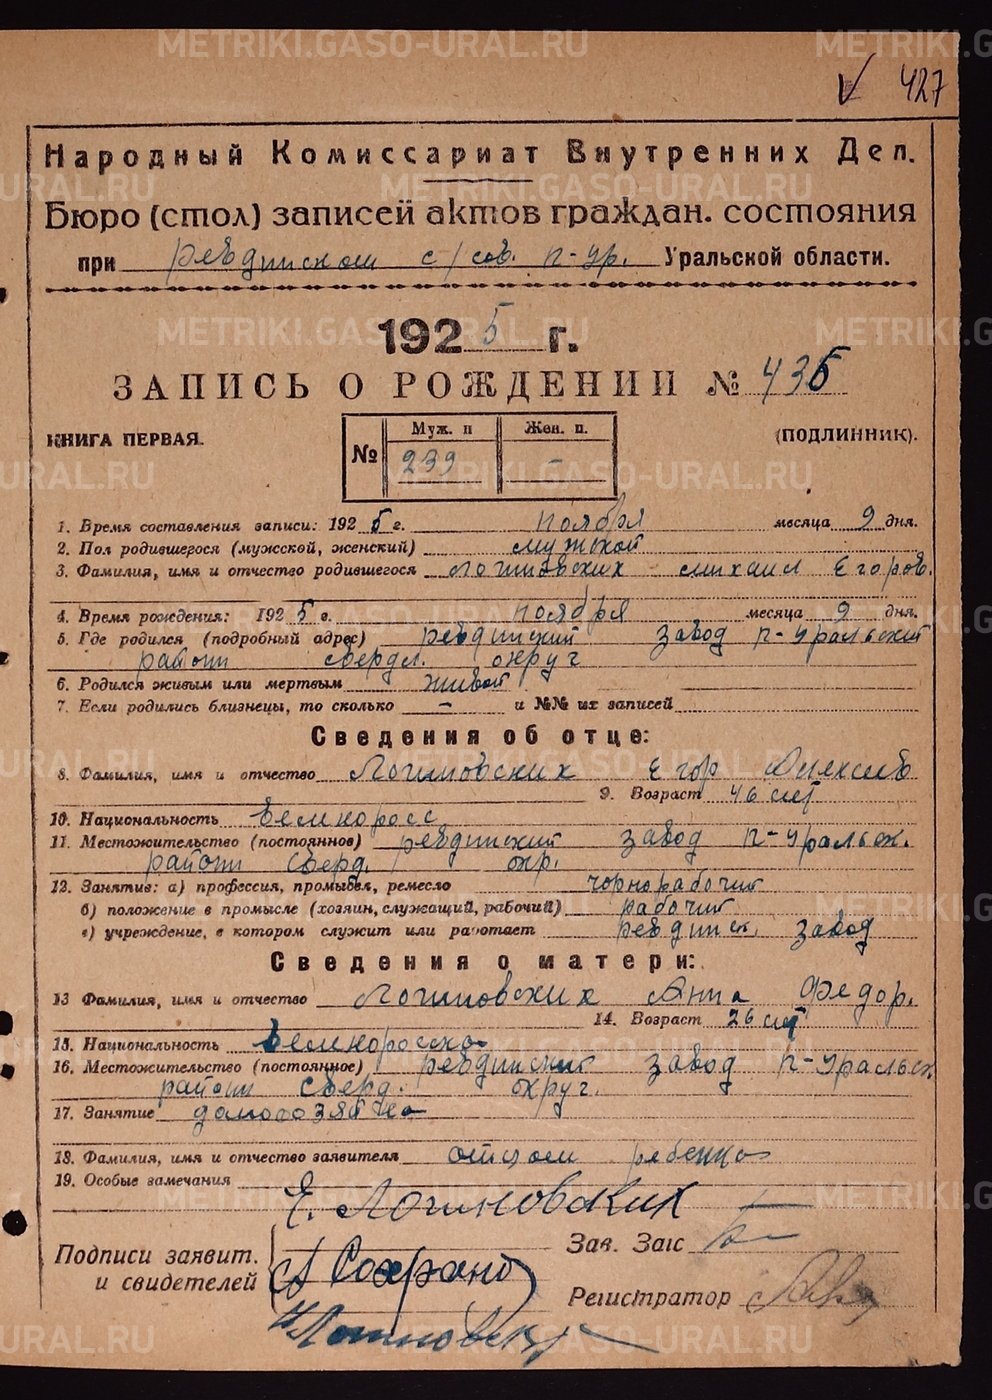 V 427
Народный Комиссариат Внутренних Дел.
Бюро (стол) записей актов граждан. состояния
при ревдинском с/сов. п-ур. Уральской области.
1925 г.
ЗАПИСЬ О РОЖДЕНИИ № 435
КНИГА ПЕРВАЯ. № Муж. п Жен. п. (ПОДЛИННИК).
239 –
1. Время составления записи: 1925 г. ноября месяца 9 дня.
2. Пол родившегося (мужской, женский) мужской
3. Фамилия, имя и отчество родившегося Логиновских михаил Егоров.
4. Время рождения: 1925 г. ноября месяца 9 дня.
5. Где родился (подробный адрес) ревдинский завод п-уральский
район свердл. округ
6. Родился живым или мертвым живой
7. Если родились близнецы, то сколько – и №№ их записей
Сведения об отце:
8. Фамилия, имя и отчество Логиновских Егор
9. Возраст 46 лет
10. Национальность великоросс
11. Местожительство (постоянное) ревдинский завод п-уральск.
район сверд. окр.
12. Занятие: а) профессия, промысел, ремесло чорнорабочий
б) положение в промысле (хозяин, служащий, рабочий) рабочий
в) учреждение, в котором служит или работает ревдинск. завод
Сведения о матери:
13 Фамилия, имя и отчество Логиновских Анна Федор.
14. Возраст 26 лет
15. Национальность великоросска
16. Местожительство (постоянное) ревдинский завод п-уральск.
район сверд. округ.
17. Занятие домохозяйка
18. Фамилия, имя и отчество заявителя отцом ребенка
19. Особые замечания
Е. Логиновских
Подписи заявит. Зав. Загс
и свидетелей
Регистратор
METRIKI.GASO-URAL.RU